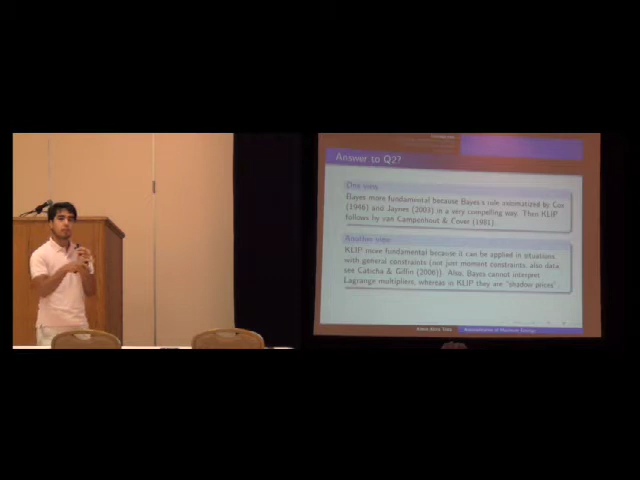 Answer to Q2?
One view
Bayes more fundamental because Bayes's rule axiomatized by Cox
(1946) and Jaynes (2003) in a very compelling way. Then KLIP
follows by van Campenhout & Cover (1981).
Another view
KLIP more fundamental because it can be applied in situations
with general constraints (not just moment constraints, also data,
see Caticha & Giffin (2006)). Also, Bayes cannot interpret
Lagrange multipliers, whereas in KLIP they are "shadow prices".
of Maximum Entropy